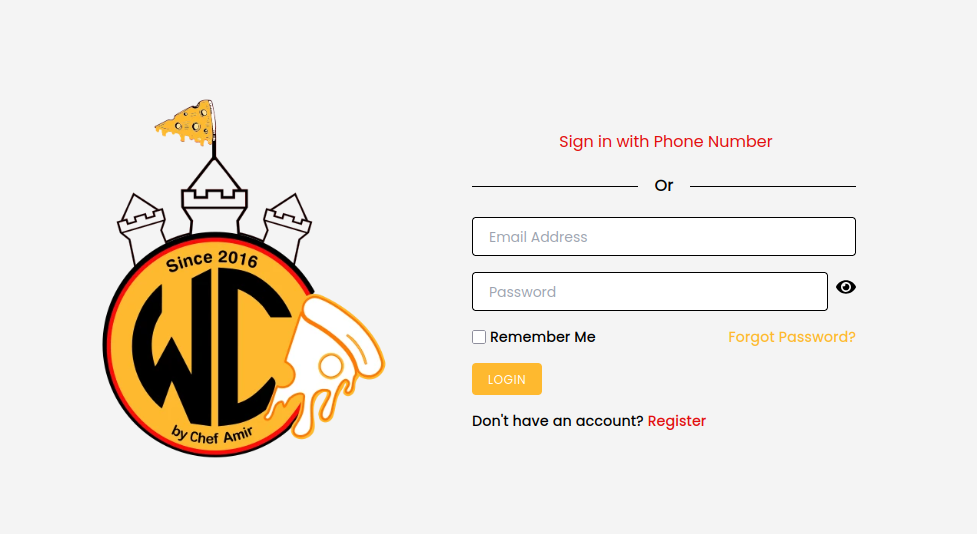 Since 2016
WC
by Chef Amir
Sign in with Phone Number
Or
Email Address
Password
Remember Me
Forgot Password?
LOGIN
Don't have an account? Register